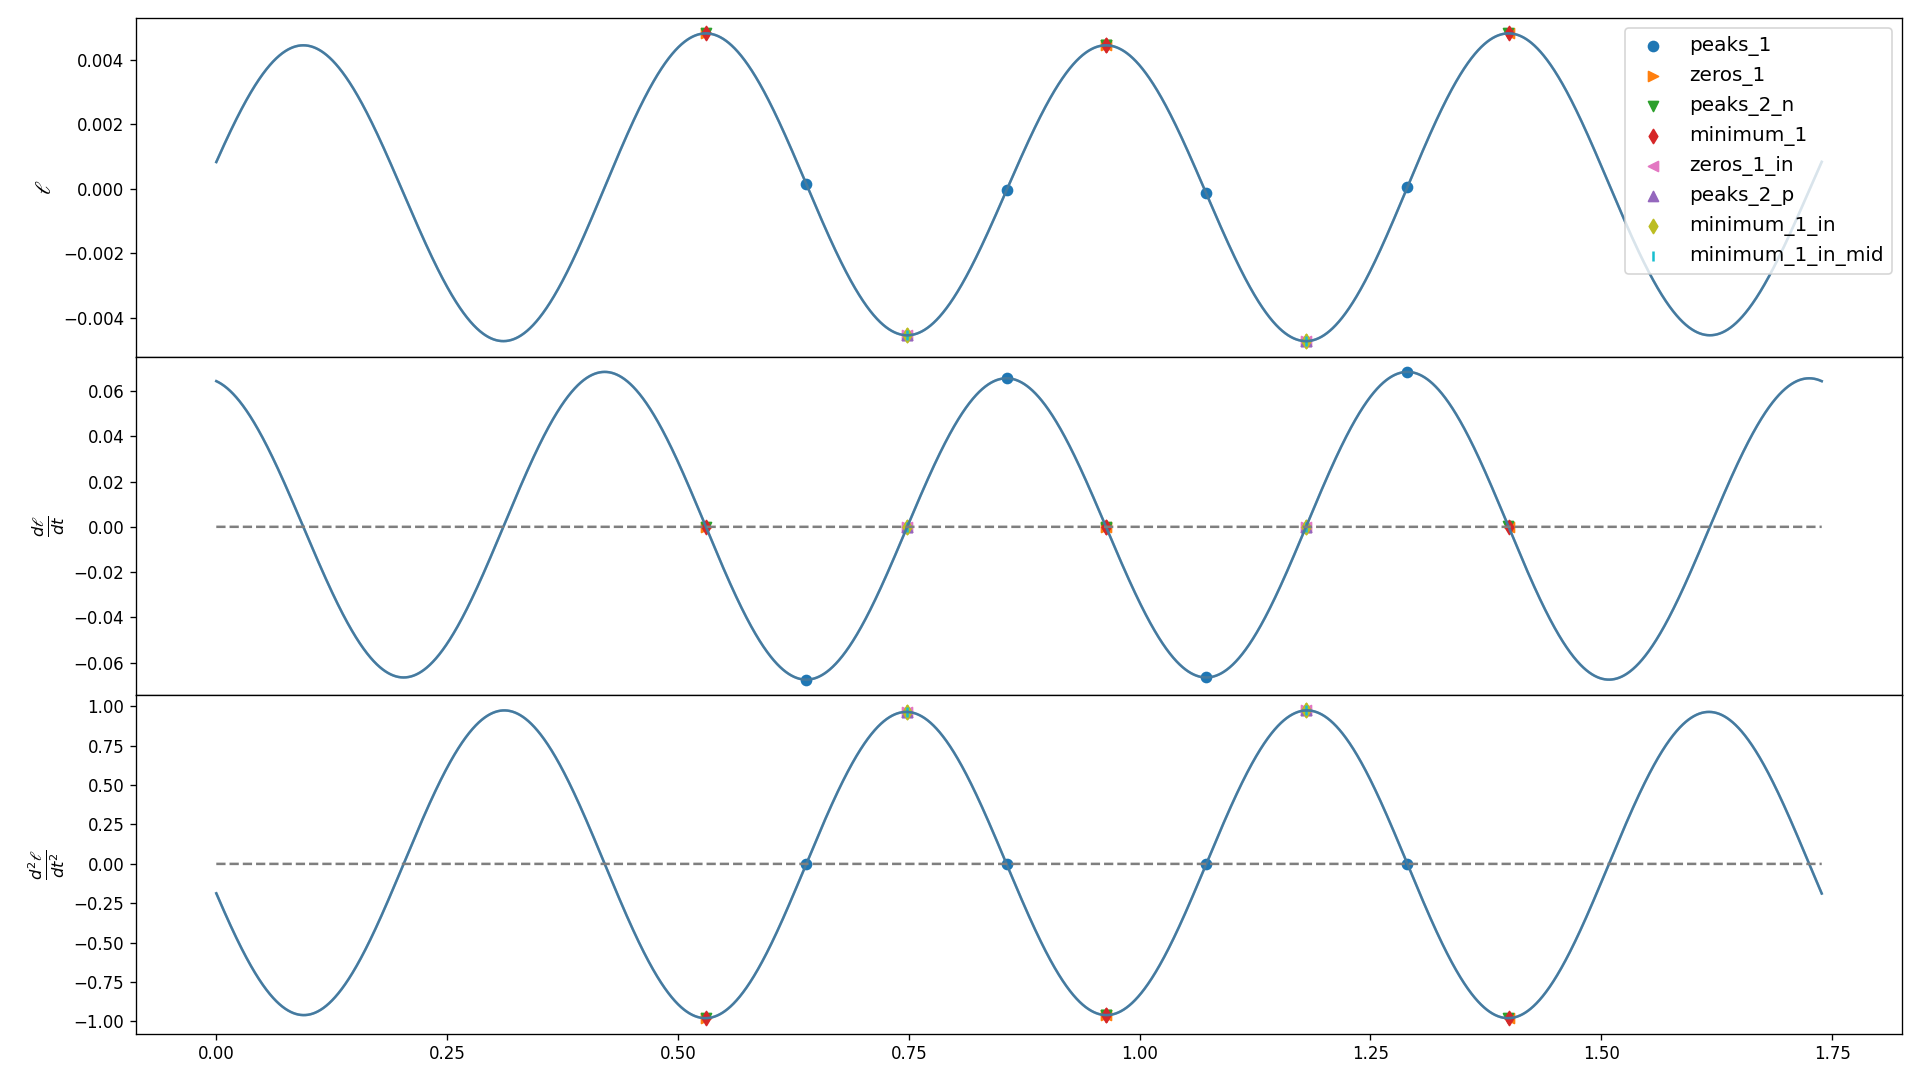 0.004
0.002
0.000
−0.002
−0.004
ℓ
peaks_1
zeros_1
peaks_2_n
minimum_1
zeros_1_in
peaks_2_p
minimum_1_in
minimum_1_in_mid
0.06
0.04
0.02
0.00
−0.02
−0.04
−0.06
dℓ/dt
1.00
0.75
0.50
0.25
0.00
−0.25
−0.50
−0.75
−1.00
d²ℓ/dt²
0.00 0.25 0.50 0.75 1.00 1.25 1.50 1.75